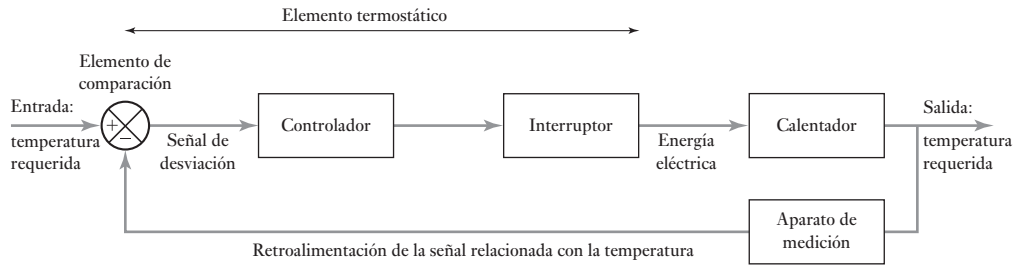 Elemento termostático
Elemento de
comparación
Entrada:
temperatura
requerida
+
−
Señal de
desviación
Controlador
Interruptor
Energía
eléctrica
Calentador
Salida:
temperatura
requerida
Aparato de
medición
Retroalimentación de la señal relacionada con la temperatura